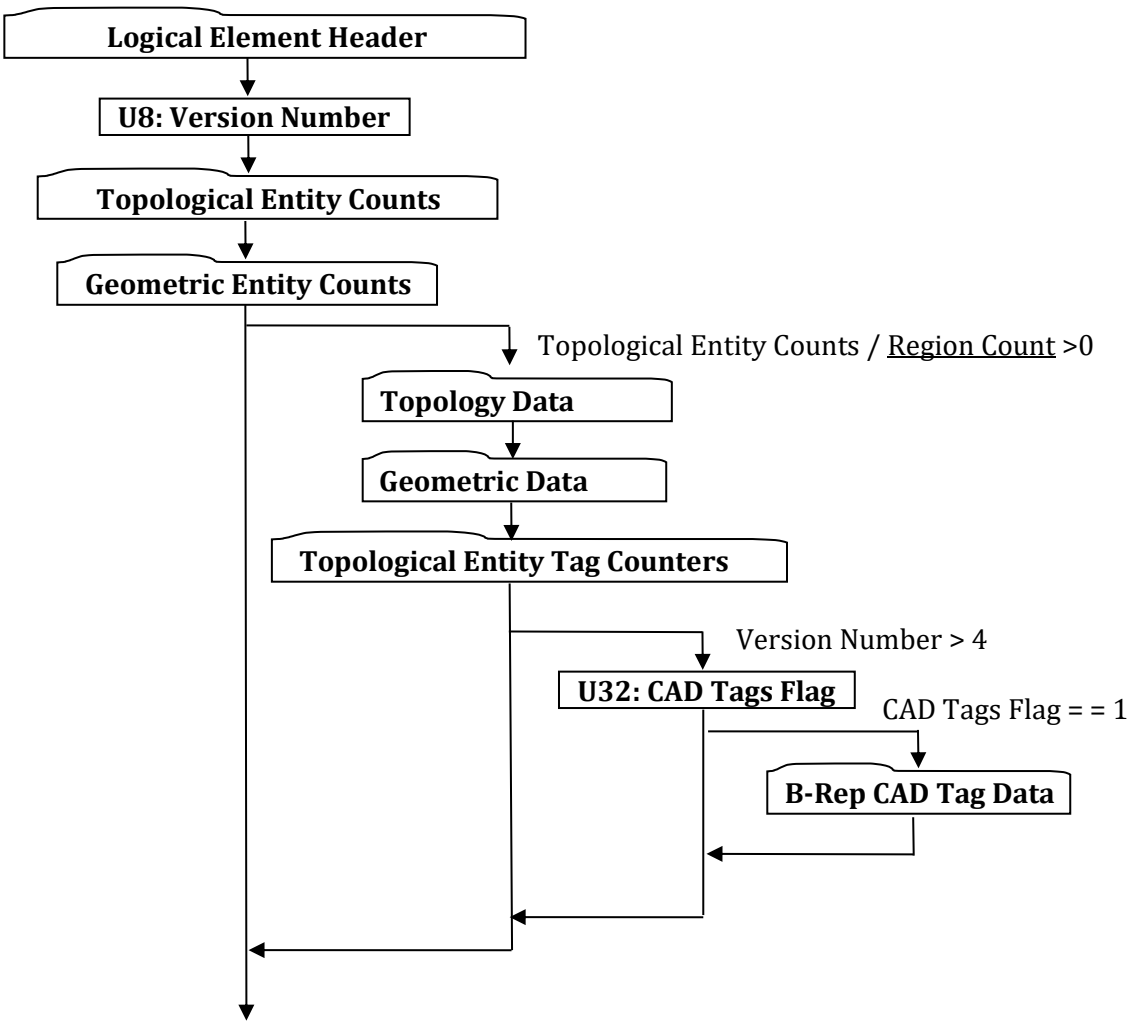 Logical Element Header
U8: Version Number
Topological Entity Counts
Geometric Entity Counts
Topological Entity Counts / Region Count >0
Topology Data
Geometric Data
Topological Entity Tag Counters
Version Number > 4
U32: CAD Tags Flag
CAD Tags Flag = = 1
B-Rep CAD Tag Data